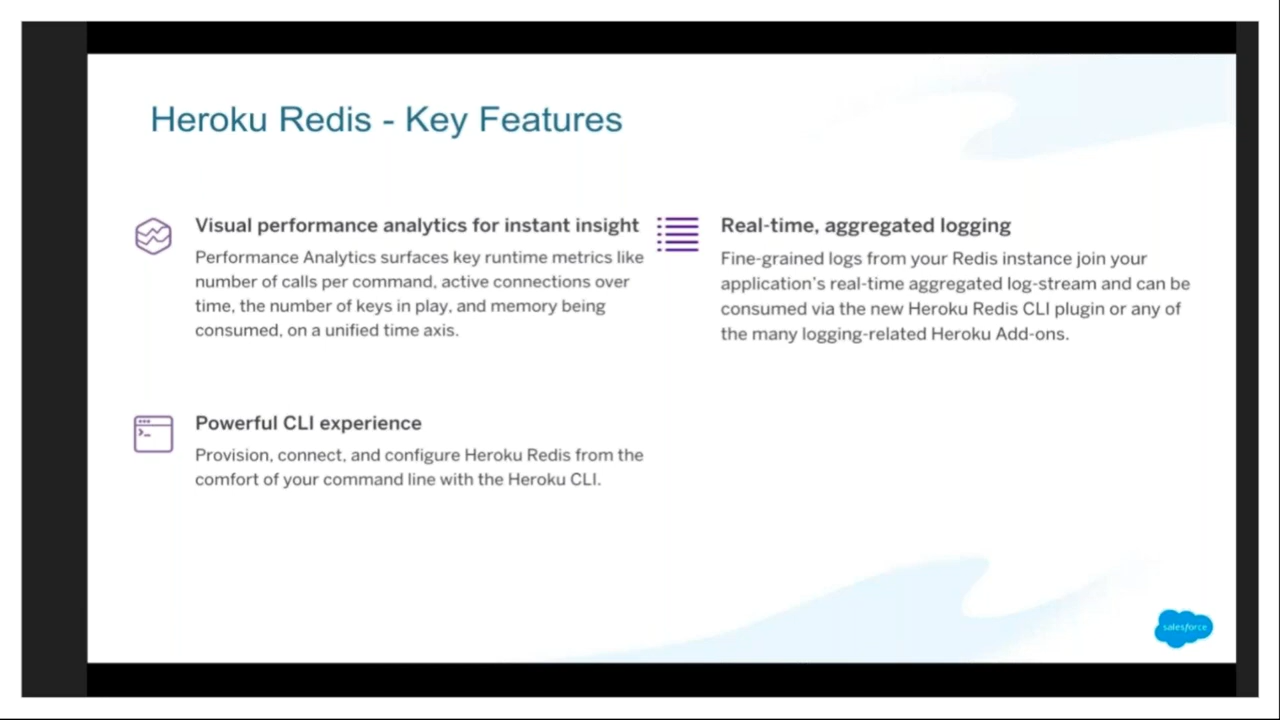 Heroku Redis - Key Features
Visual performance analytics for instant insight
Performance Analytics surfaces key runtime metrics like
number of calls per command, active connections over
time, the number of keys in play, and memory being
consumed, on a unified time axis.
Real-time, aggregated logging
Fine-grained logs from your Redis instance join your
application's real-time aggregated log-stream and can be
consumed via the new Heroku Redis CLI plugin or any of
the many logging-related Heroku Add-ons.
Powerful CLI experience
Provision, connect, and configure Heroku Redis from the
comfort of your command line with the Heroku CLI.
salesforce